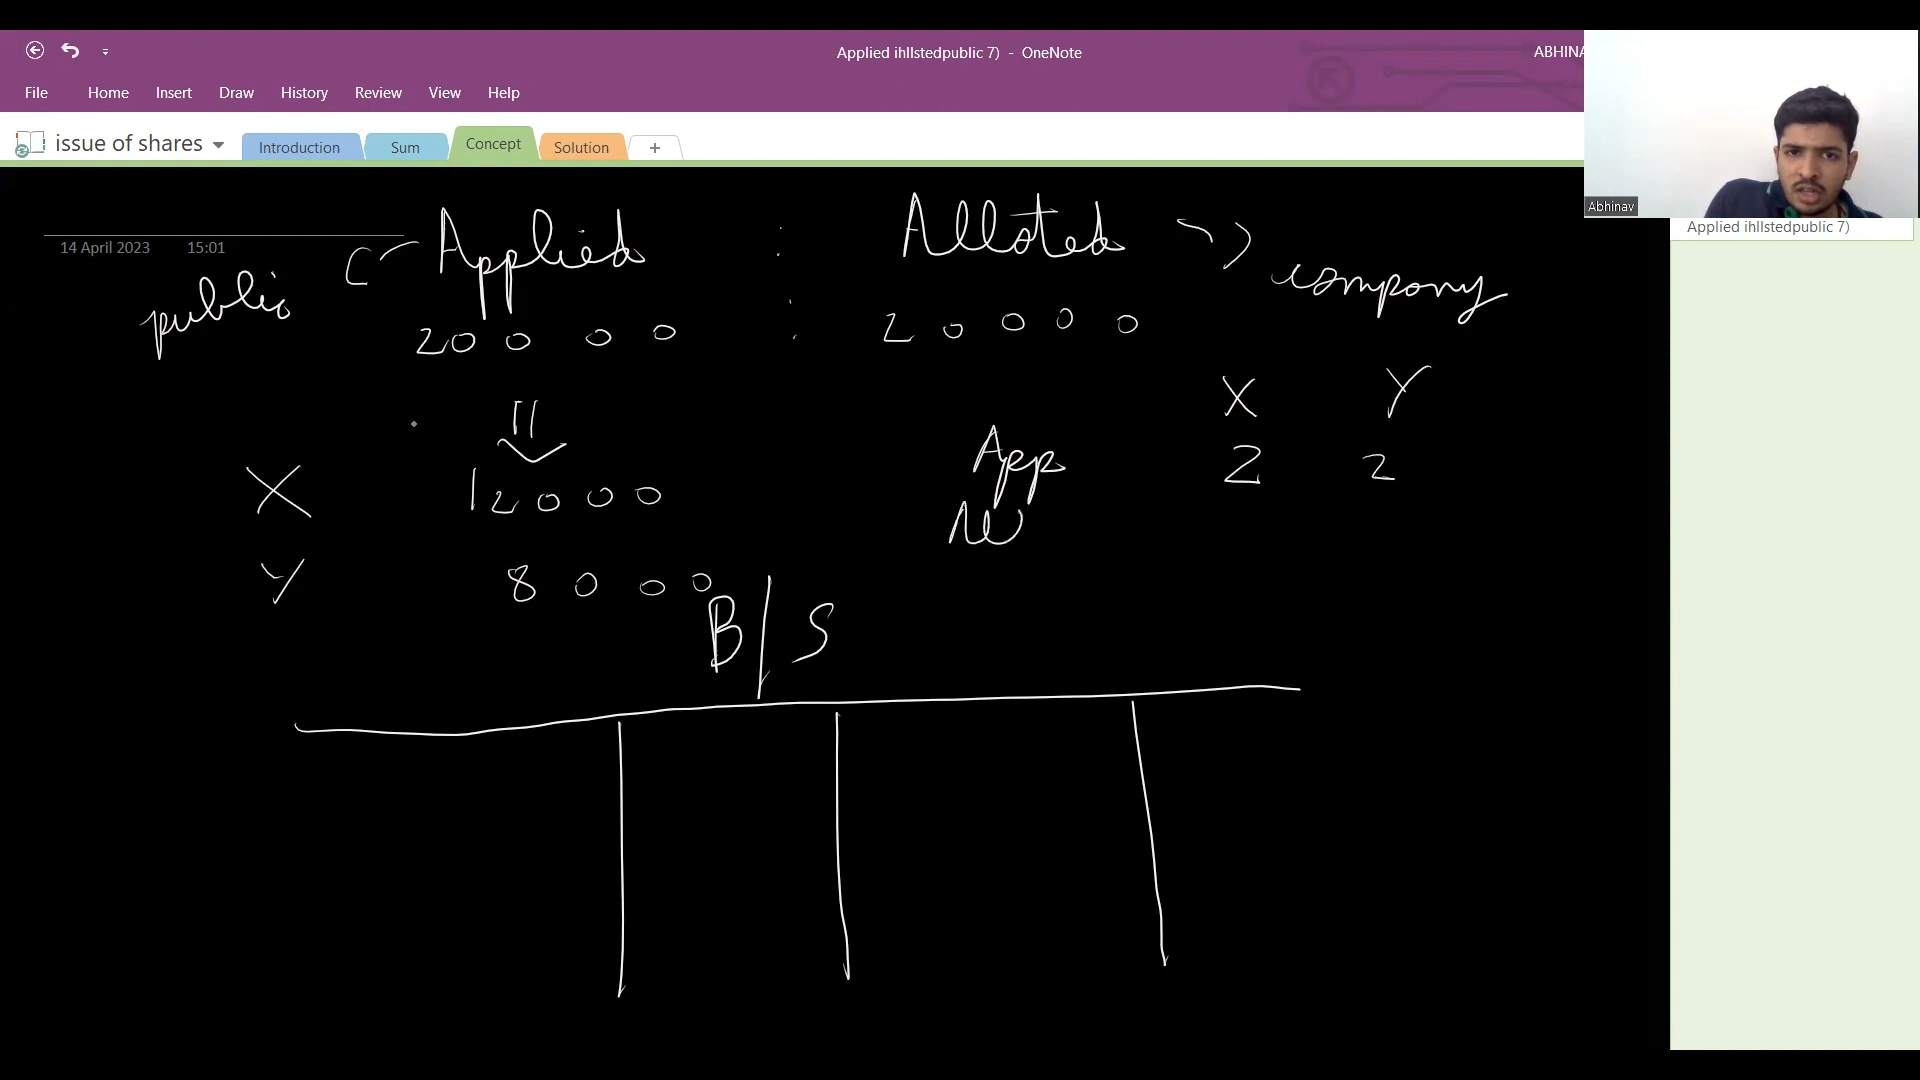 Applied ihllstedpublic 7) - OneNote
ABHINA
File Home Insert Draw History Review View Help
issue of shares
Introduction Sum Concept Solution +
Abhinav
Applied ihllstedpublic 7)
14 April 2023 15:01
Applied : Alloted
public
company
20000 : 20000
X Y
App 2 2
X 12000
Y 8000
B/S